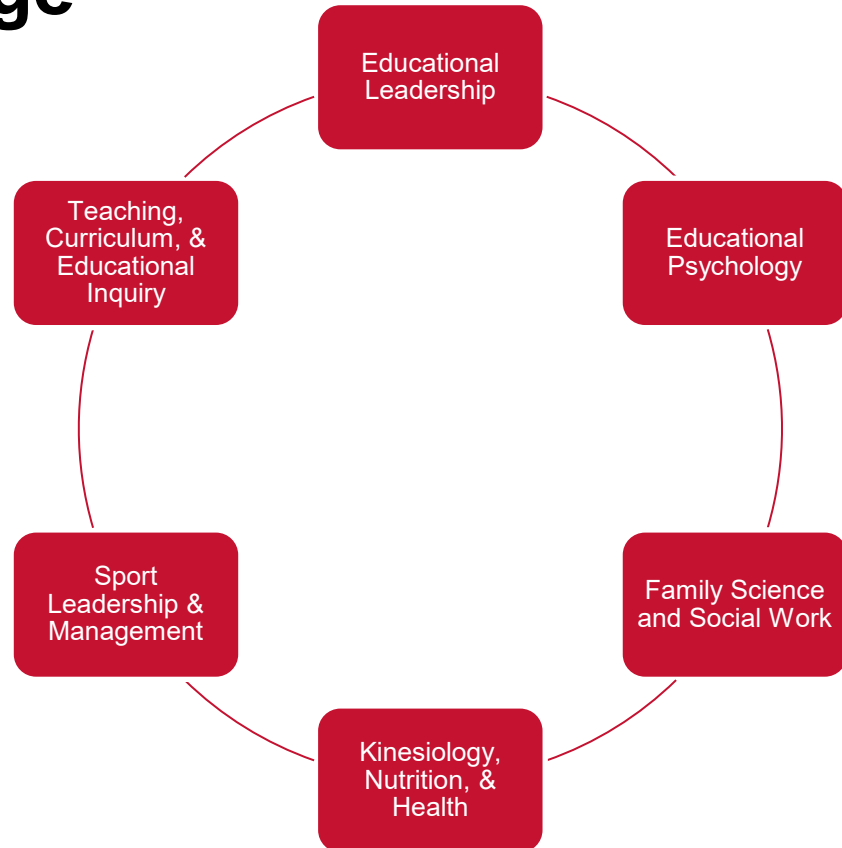 Educational
Leadership
Educational
Psychology
Family Science
and Social Work
Kinesiology,
Nutrition, &
Health
Sport
Leadership &
Management
Teaching,
Curriculum, &
Educational
Inquiry